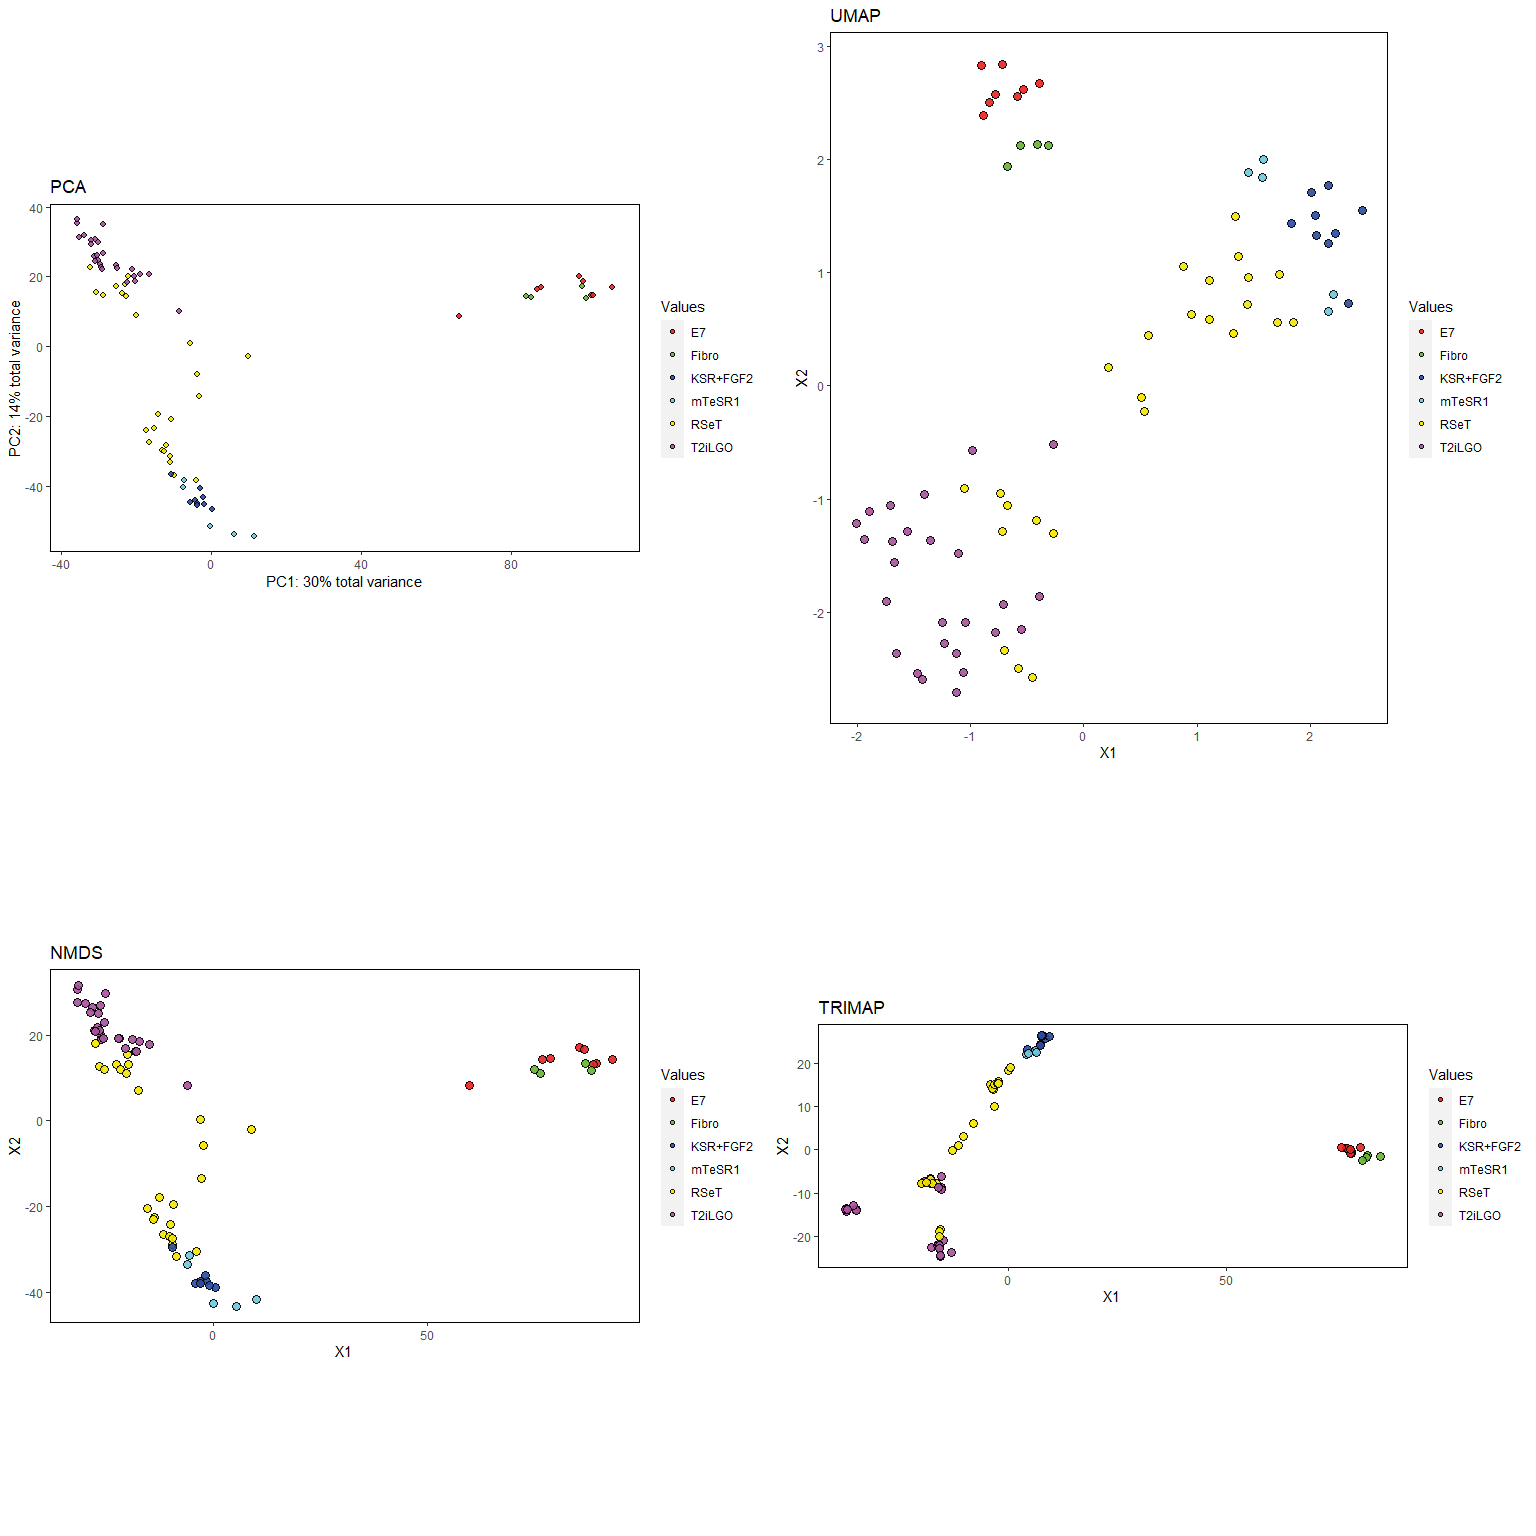 UMAP
3
2
1
0
-1
-2
X2
-2
-1
0
1
2
X1
Values
E7
Fibro
KSR+FGF2
mTeSR1
RSeT
T2iLGO
PCA
40
20
0
-20
-40
PC2: 14% total variance
-40
0
40
80
PC1: 30% total variance
Values
E7
Fibro
KSR+FGF2
mTeSR1
RSeT
T2iLGO
NMDS
20
0
-20
-40
X2
0
50
X1
Values
E7
Fibro
KSR+FGF2
mTeSR1
RSeT
T2iLGO
TRIMAP
20
10
0
-10
-20
X2
0
50
X1
Values
E7
Fibro
KSR+FGF2
mTeSR1
RSeT
T2iLGO